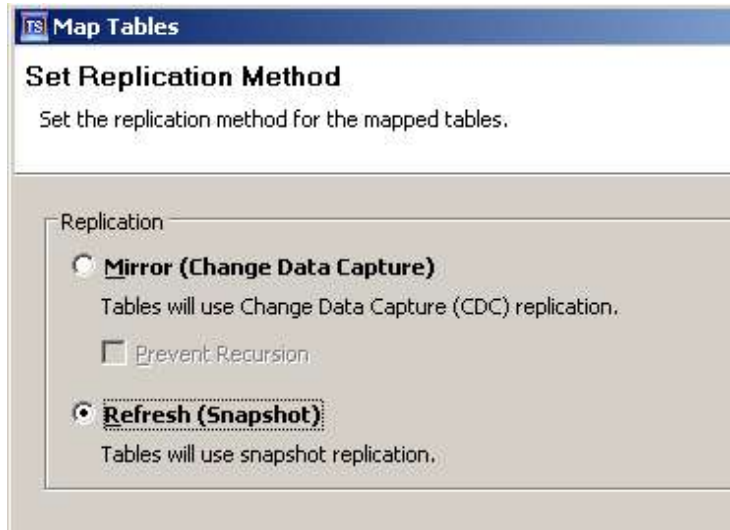 TS Map Tables
Set Replication Method
Set the replication method for the mapped tables.
Replication
Mirror (Change Data Capture)
Tables will use Change Data Capture (CDC) replication.
Prevent Recursion
Refresh (Snapshot)
Tables will use snapshot replication.